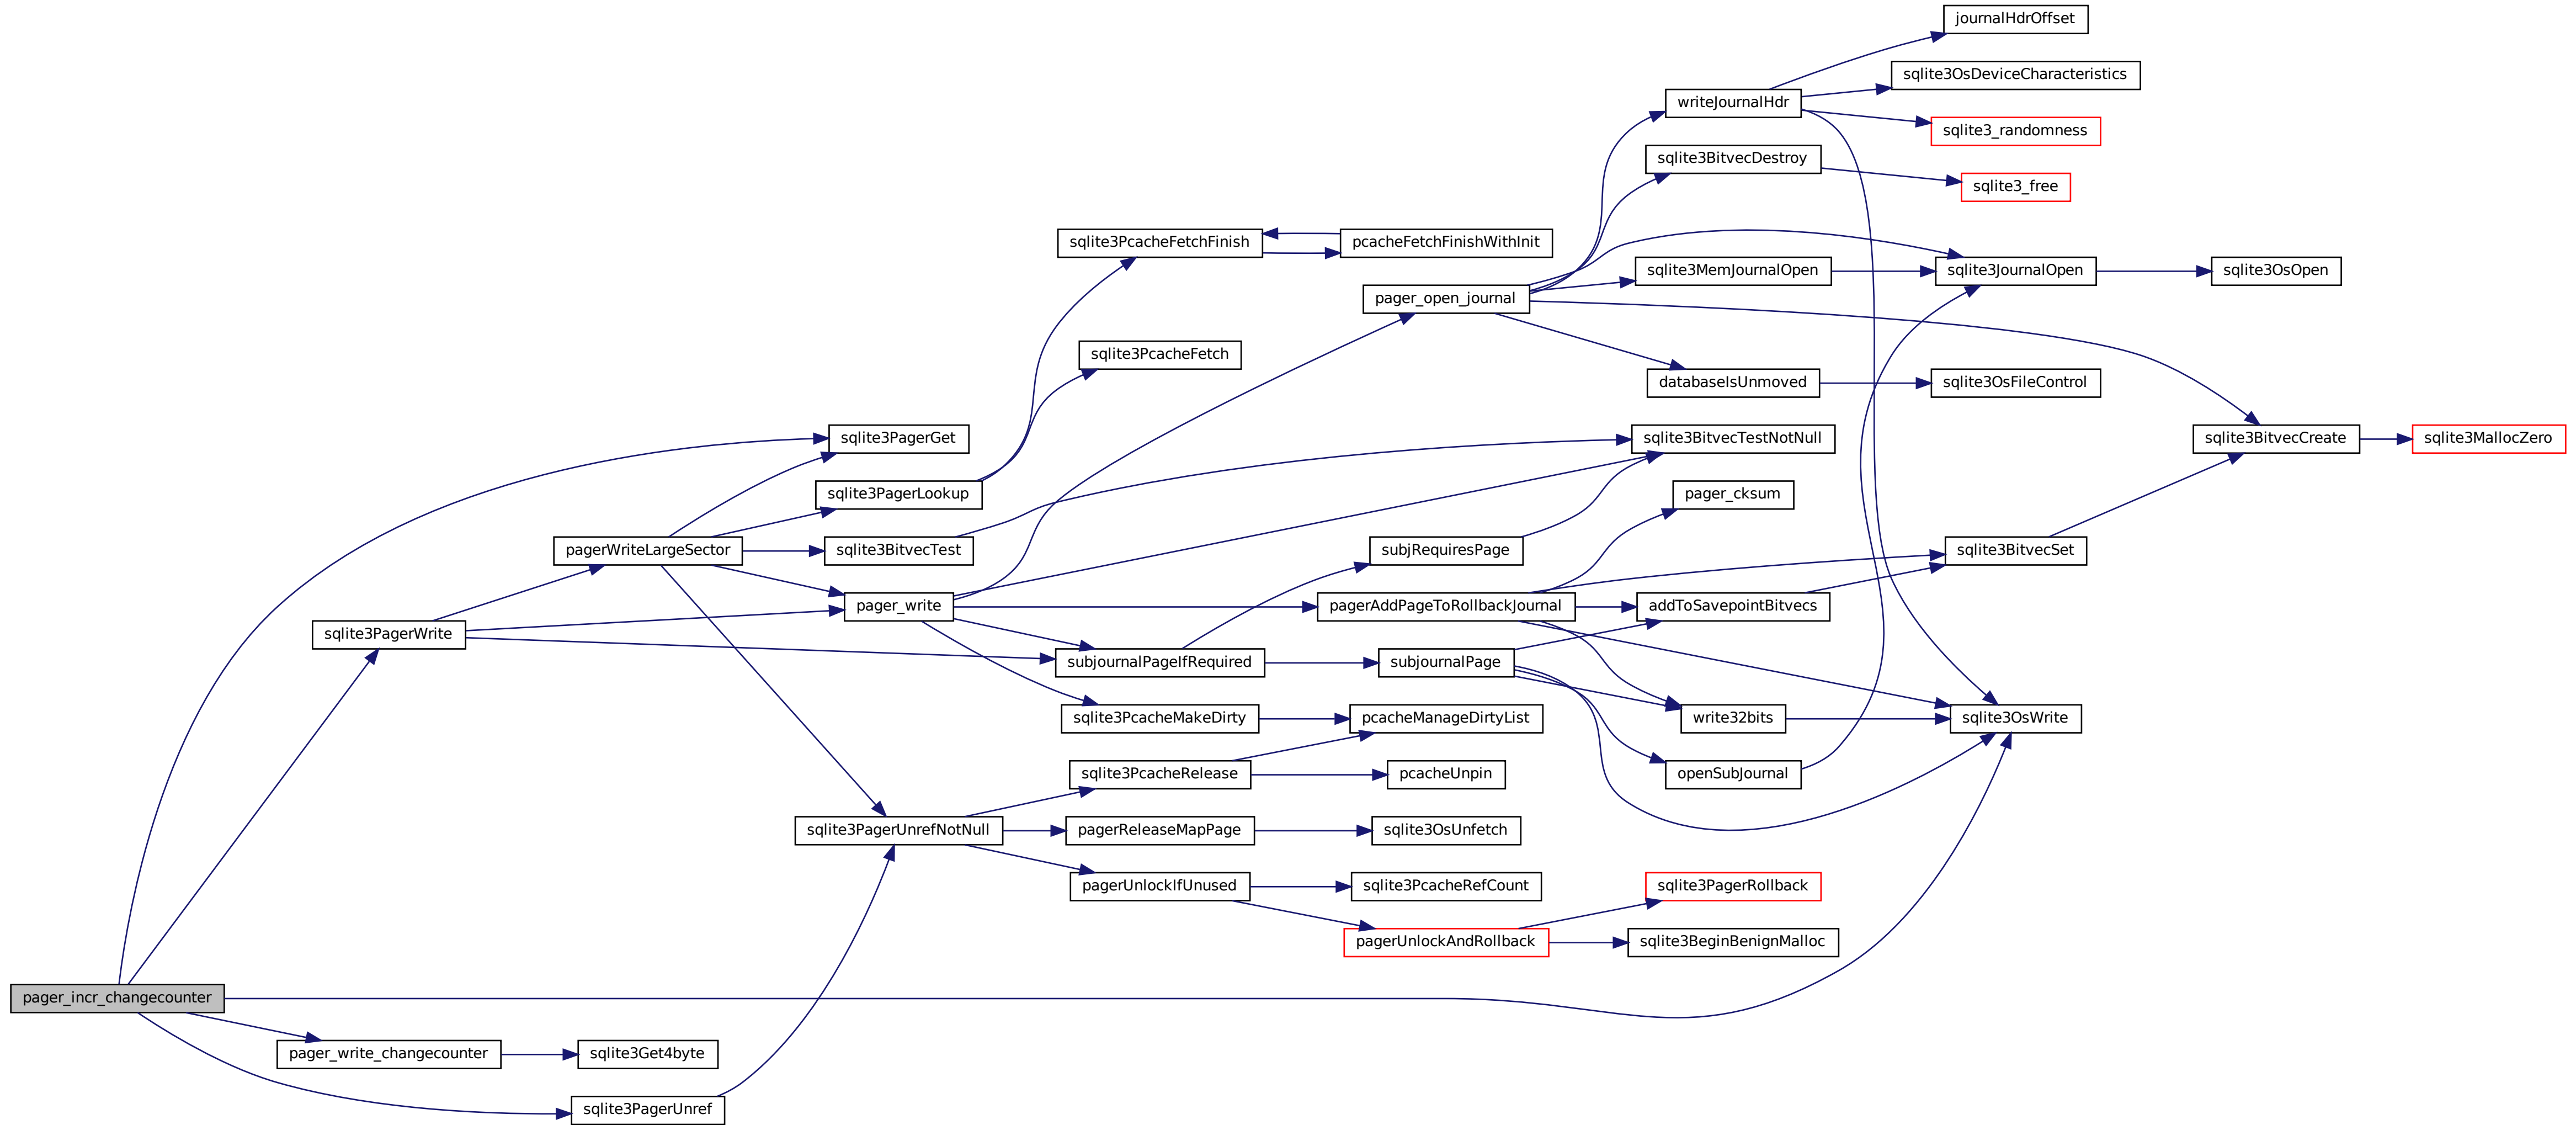 journalHdrOffset
sqlite3OsDeviceCharacteristics
writeJournalHdr
sqlite3_randomness
sqlite3BitvecDestroy
sqlite3_free
sqlite3PcacheFetchFinish
pcacheFetchFinishWithInit
sqlite3MemJournalOpen
sqlite3JournalOpen
sqlite3OsOpen
pager_open_journal
sqlite3PcacheFetch
databaseIsUnmoved
sqlite3OsFileControl
sqlite3PagerGet
sqlite3BitvecTestNotNull
sqlite3BitvecCreate
sqlite3MallocZero
sqlite3PagerLookup
pager_cksum
pagerWriteLargeSector
sqlite3BitvecTest
subjRequiresPage
sqlite3BitvecSet
pager_write
pagerAddPageToRollbackJournal
addToSavepointBitvecs
sqlite3PagerWrite
subjournalPageIfRequired
subjournalPage
sqlite3PcacheMakeDirty
pcacheManageDirtyList
write32bits
sqlite3OsWrite
sqlite3PcacheRelease
pcacheUnpin
openSubJournal
sqlite3PagerUnrefNotNull
pagerReleaseMapPage
sqlite3OsUnfetch
pagerUnlockIfUnused
sqlite3PcacheRefCount
sqlite3PagerRollback
pagerUnlockAndRollback
sqlite3BeginBenignMalloc
pager_incr_changecounter
pager_write_changecounter
sqlite3Get4byte
sqlite3PagerUnref